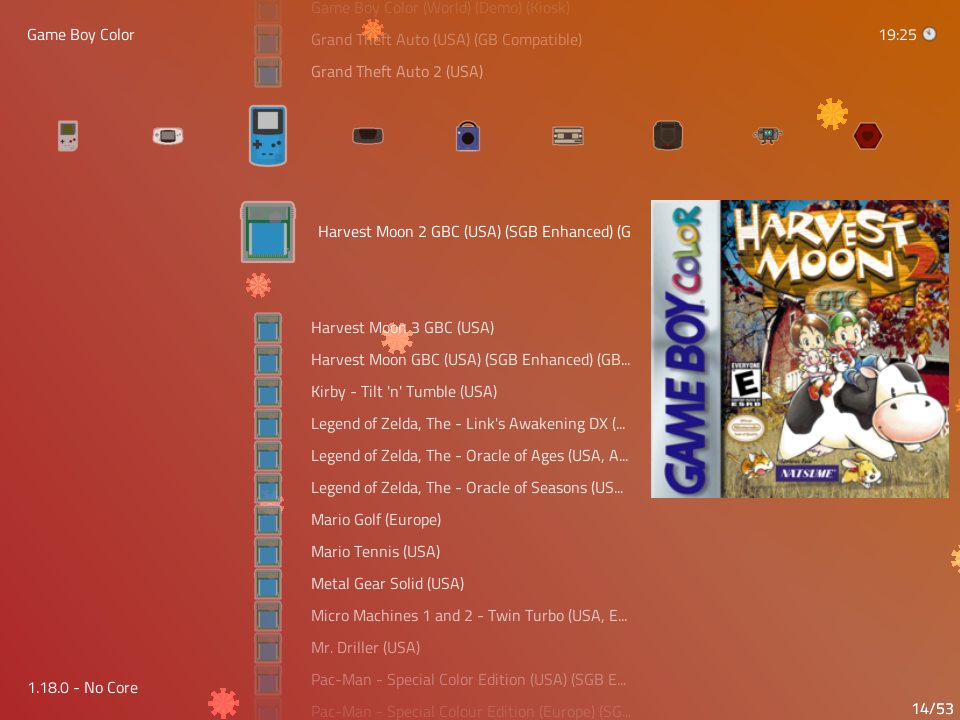 Game Boy Color (World) (Demo) (Kiosk)
Game Boy Color
19:25
Grand Theft Auto (USA) (GB Compatible)
Grand Theft Auto 2 (USA)
Harvest Moon 2 GBC (USA) (SGB Enhanced) (G
Harvest Moon 3 GBC (USA)
Harvest Moon GBC (USA) (SGB Enhanced) (GB...
Kirby - Tilt 'n' Tumble (USA)
Legend of Zelda, The - Link's Awakening DX (...
Legend of Zelda, The - Oracle of Ages (USA, A...
Legend of Zelda, The - Oracle of Seasons (US...
Mario Golf (Europe)
Mario Tennis (USA)
Metal Gear Solid (USA)
Micro Machines 1 and 2 - Twin Turbo (USA, E...
Mr. Driller (USA)
Pac-Man - Special Color Edition (USA) (SGB E...
Pac-Man - Special Colour Edition (Europe) (SG...
GAME BOY COLOR
HARVEST
MOON 2
GBC
EVERYONE
E
ESRB
Nintendo
NATSUME
1.18.0 - No Core
14/53